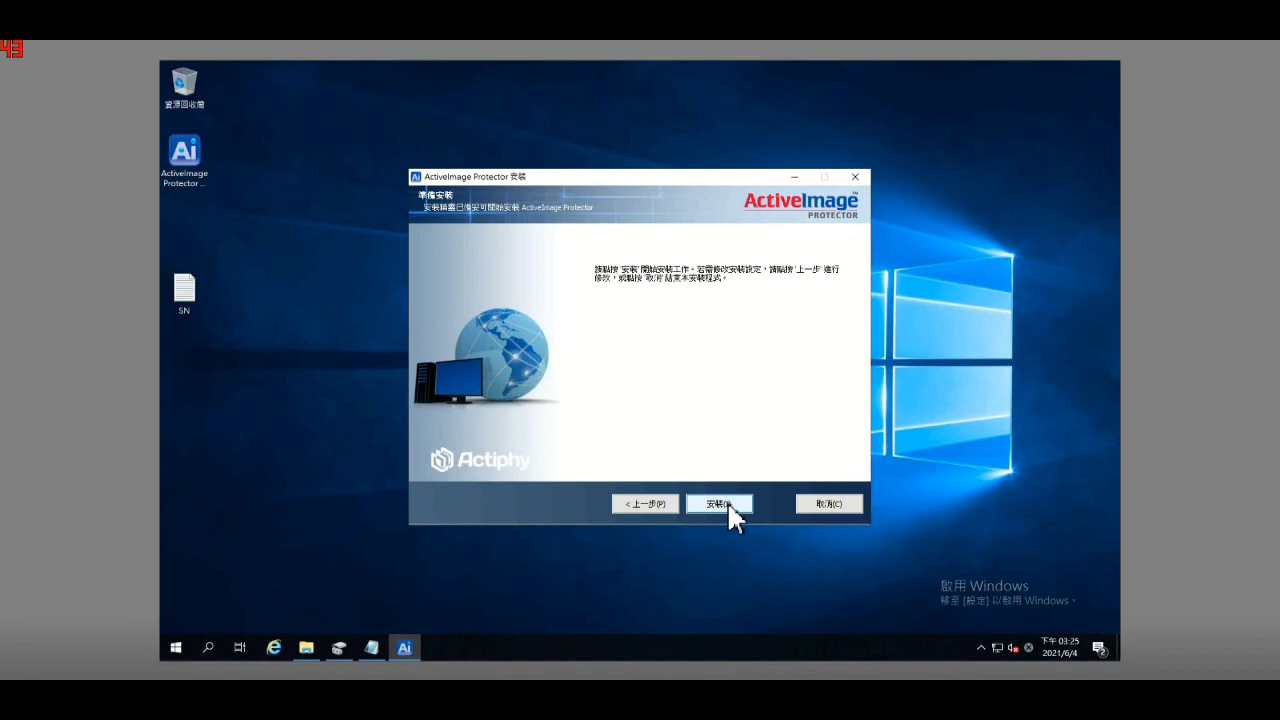 43
資源回收筒
Ai
ActiveImage
Protector ...
SN
Ai ActiveImage Protector 安裝
準備安裝
安裝精靈已備妥可開始安裝 ActiveImage Protector
ActiveImage™
PROTECTOR
請點按 '安裝' 開始安裝工作。若需修改安裝設定，請點按 '上一步' 進行
修改，或點按 '取消' 結束本安裝程式。
Actiphy
< 上一步(P)
安裝(I)
取消(C)
啟用 Windows
移至 [設定] 以啟用 Windows。
Ai
下午 03:25
2021/6/4
2